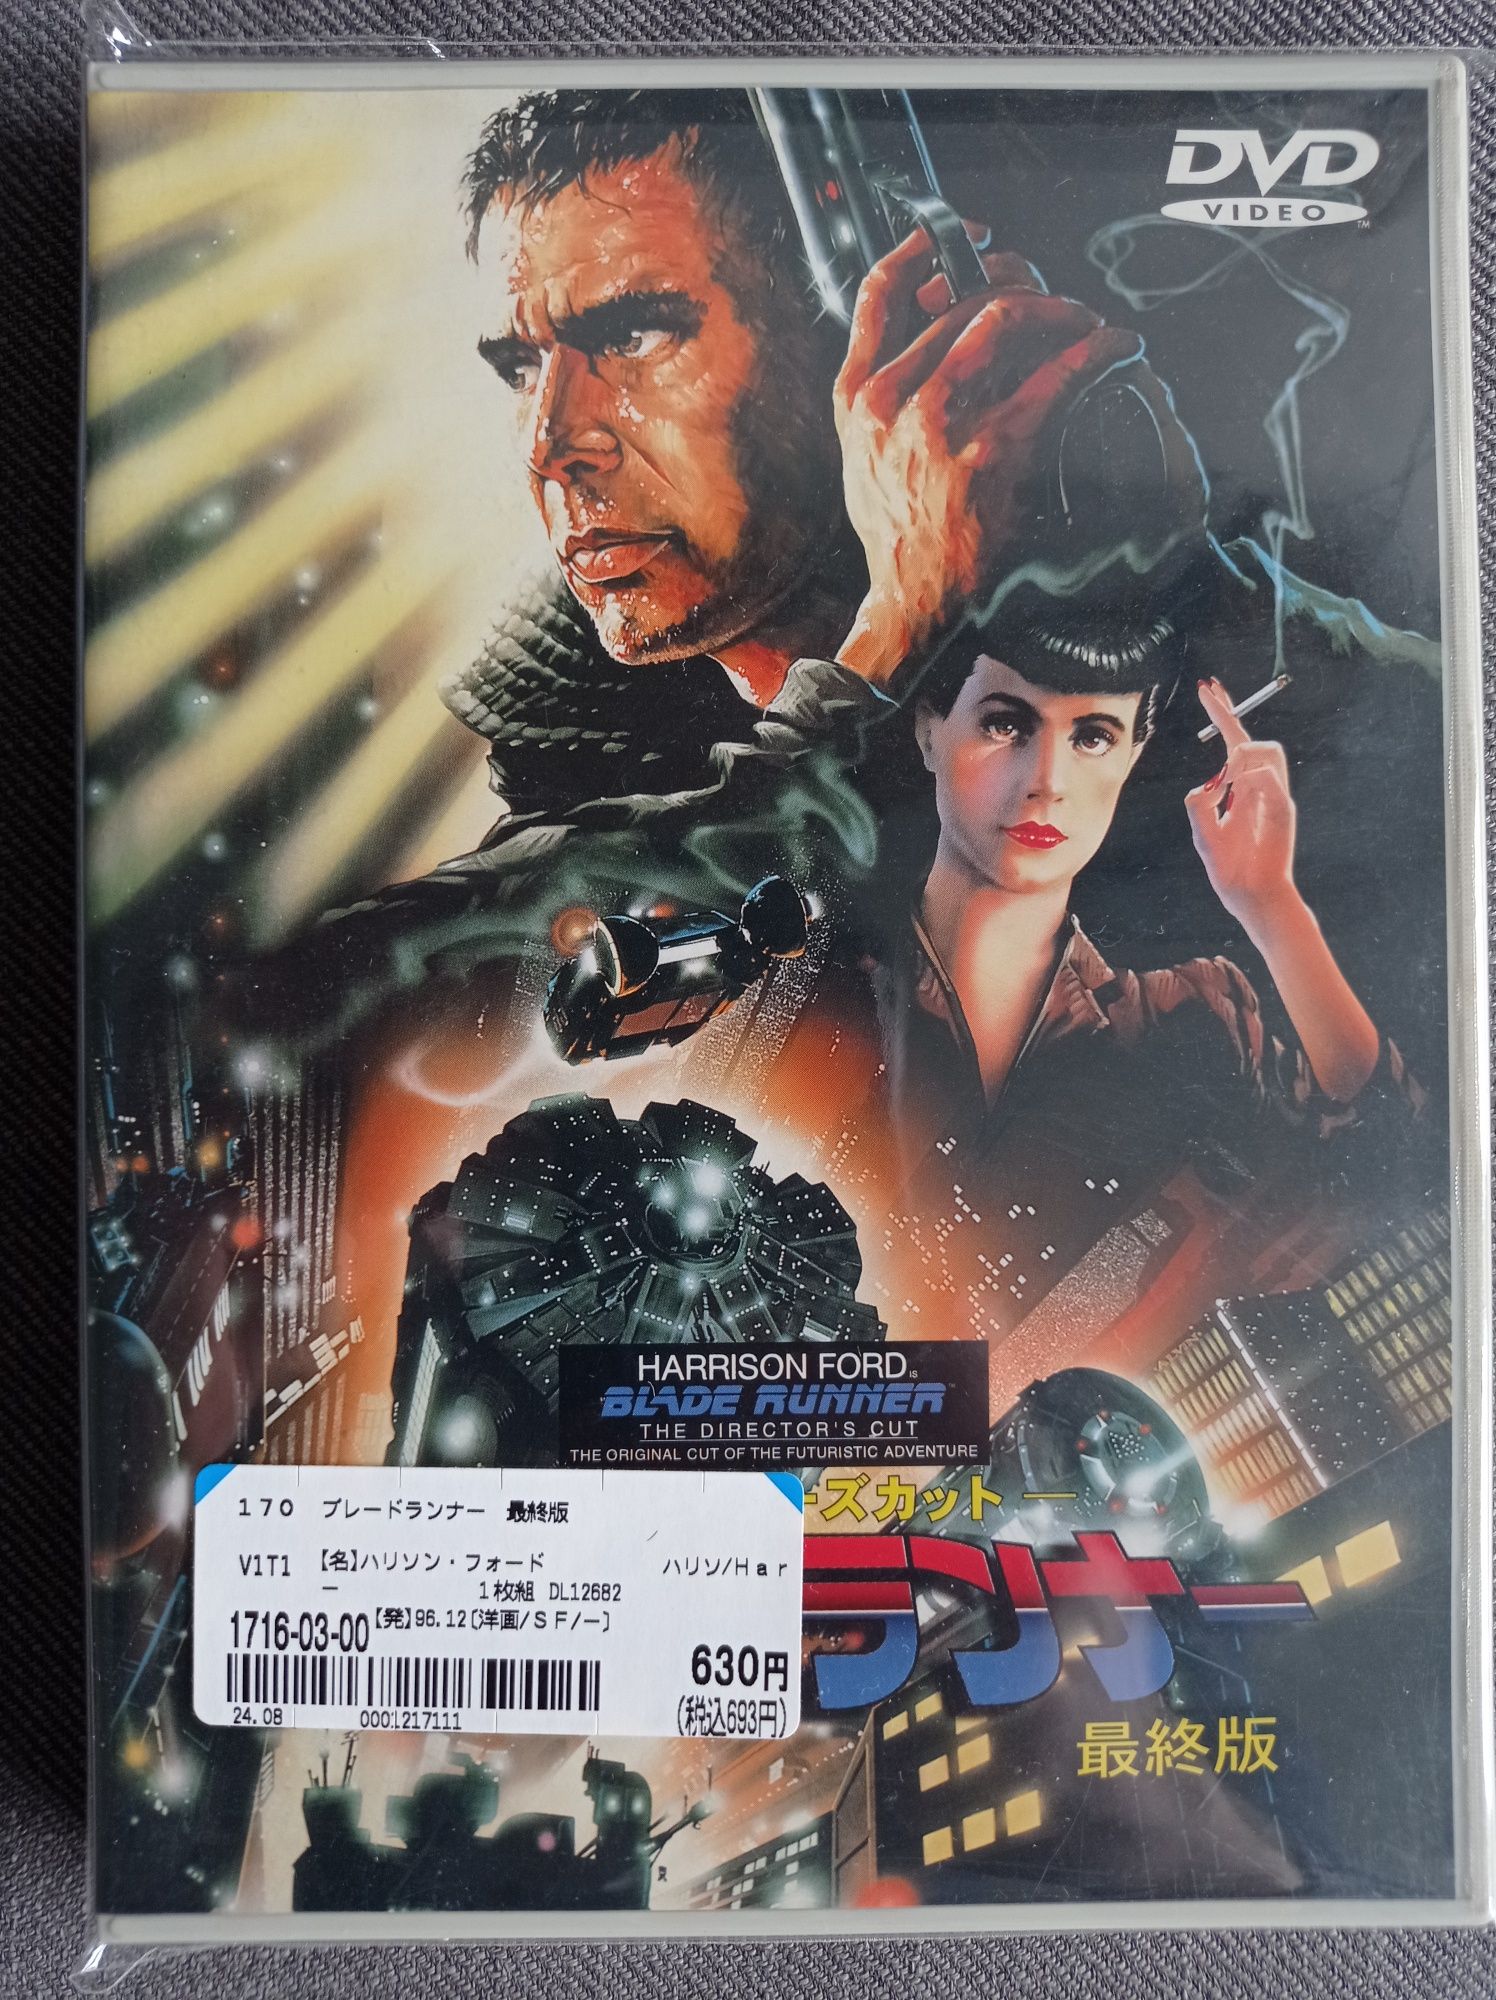 DVD
VIDEO TM
HARRISON FORD IS
BLADE RUNNER TM
THE DIRECTOR'S CUT
THE ORIGINAL CUT OF THE FUTURISTIC ADVENTURE
ーズカット ―
ランナー
最終版
170 ブレードランナー 最終版
V1T1 【名】ハリソン・フォード ハリソ/Har
― 1枚組 DL12682
1716-03-00 【発】96.12〔洋画/SF/―〕
630円
(税込693円)
24.08 0001217111